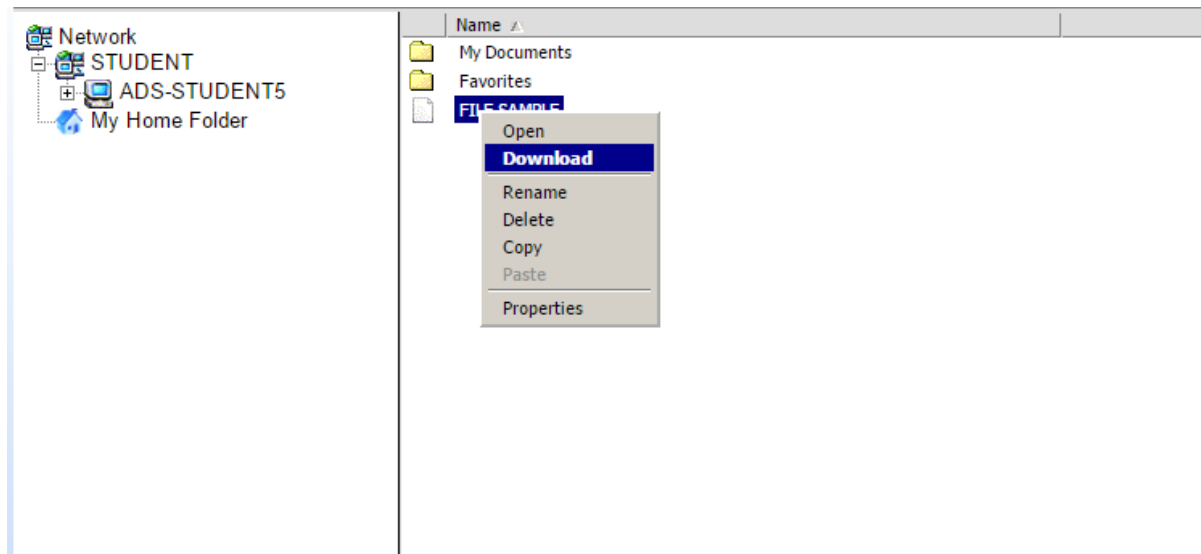 Network
STUDENT
ADS-STUDENT5
My Home Folder
Name
My Documents
Favorites
FILE SAMPLE
Open
Download
Rename
Delete
Copy
Paste
Properties